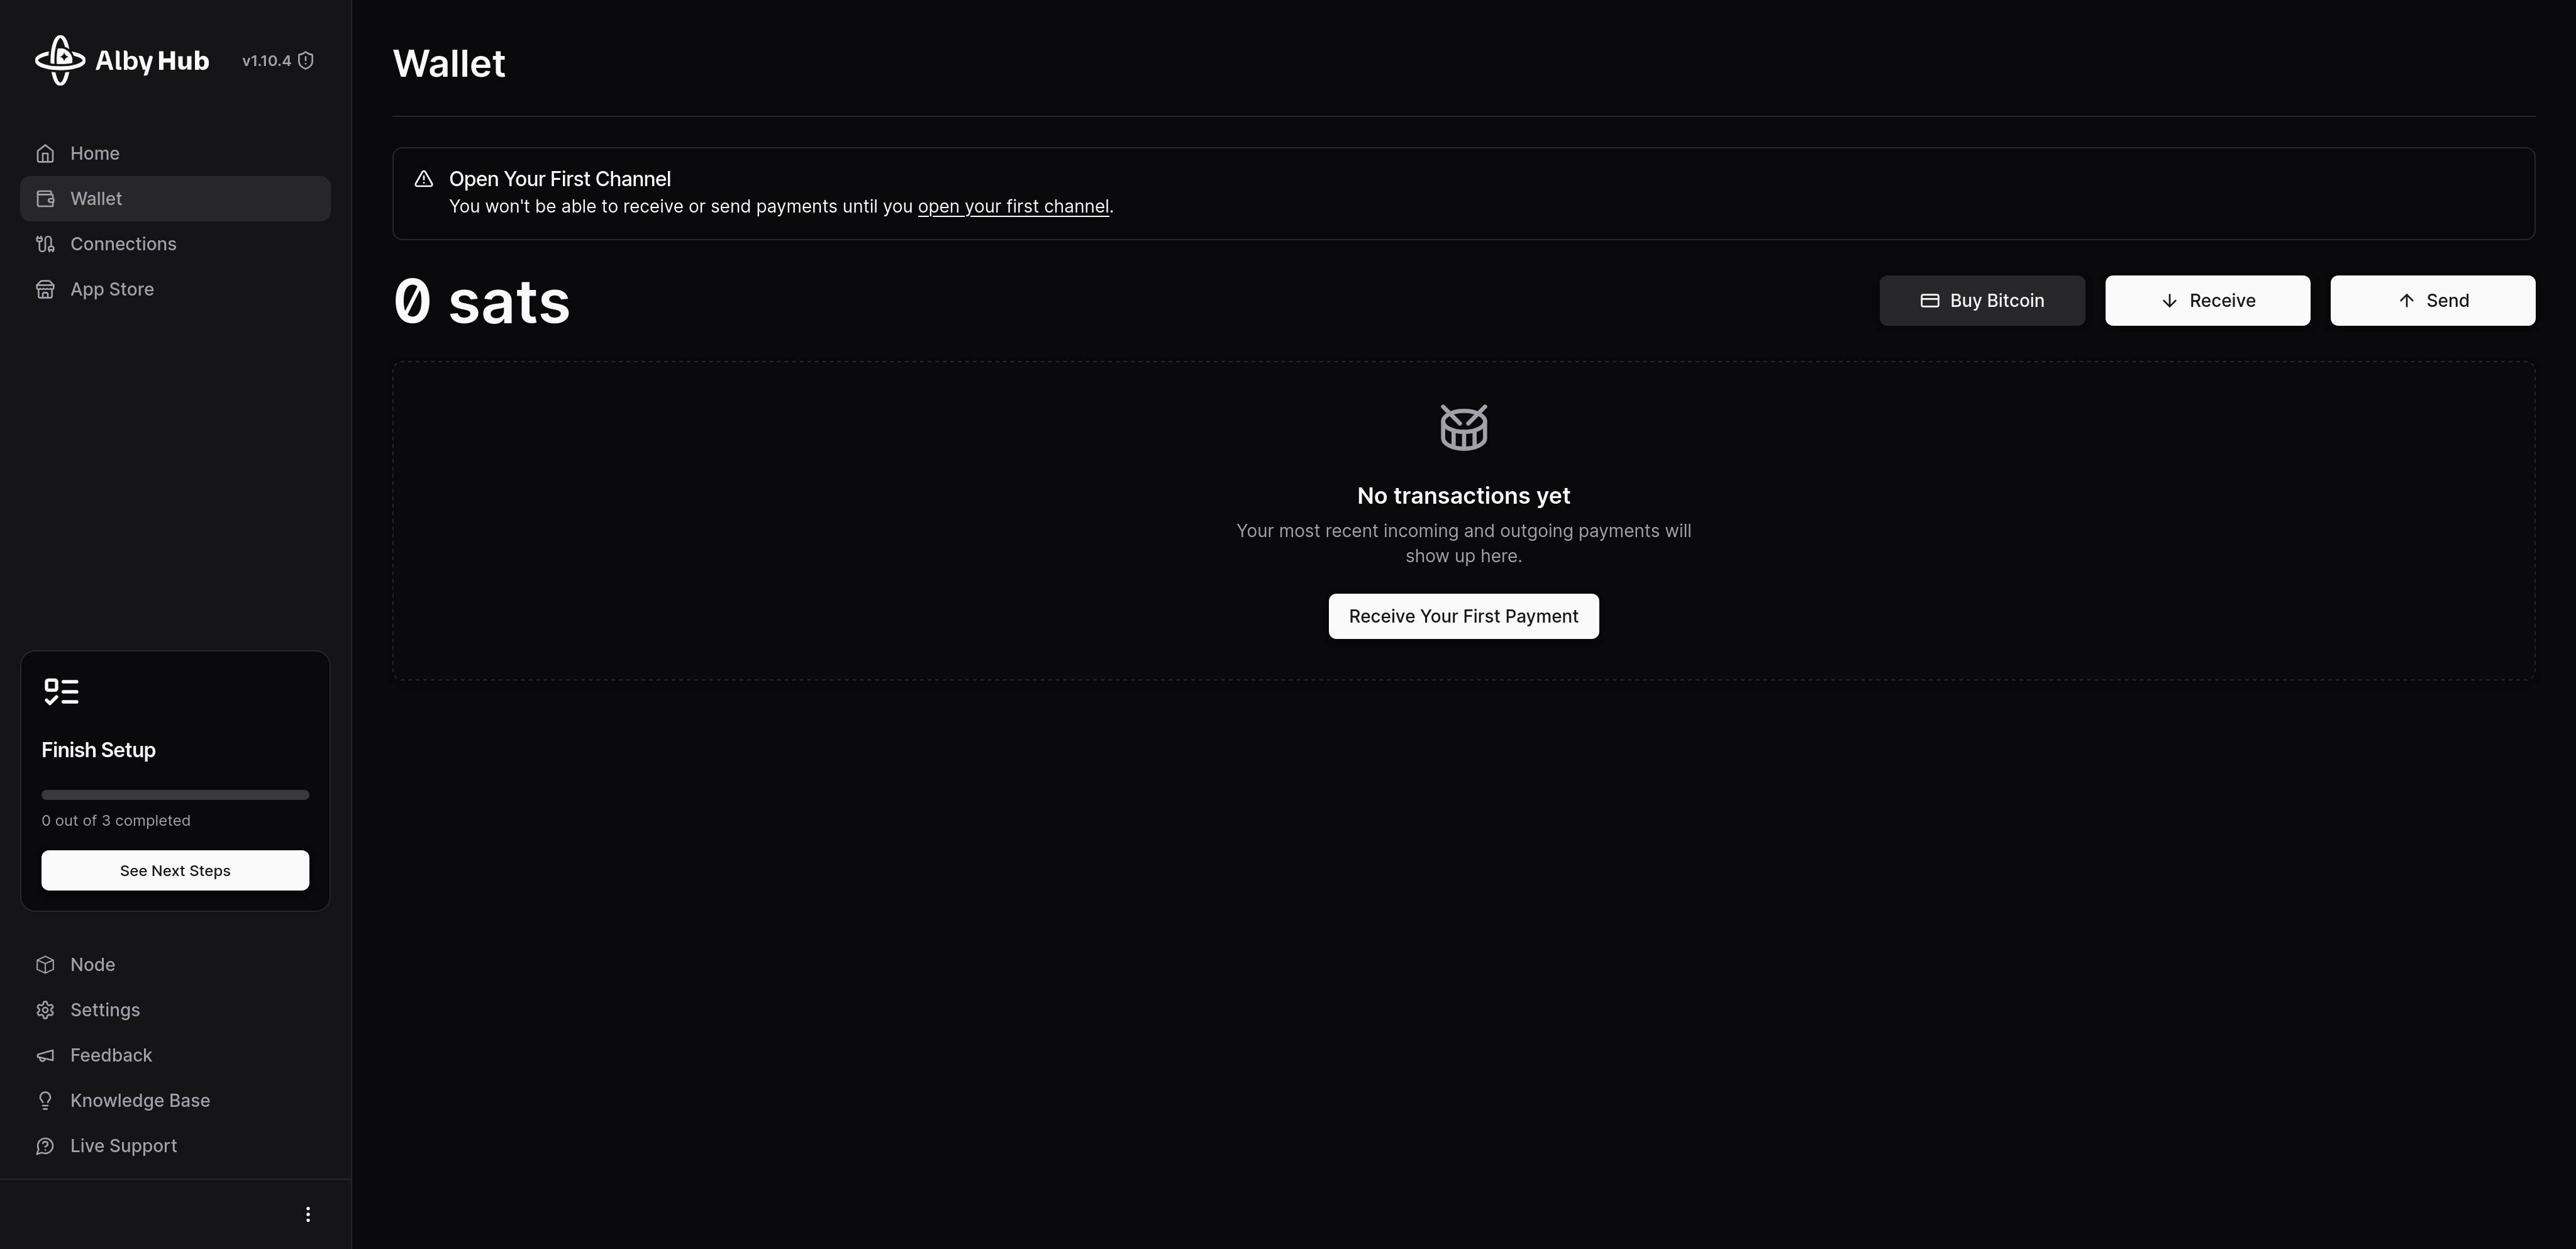 Alby Hub
v1.10.4
Home
Wallet
Connections
App Store
Finish Setup
0 out of 3 completed
See Next Steps
Node
Settings
Feedback
Knowledge Base
Live Support
Wallet
Open Your First Channel
You won't be able to receive or send payments until you open your first channel.
0 sats
Buy Bitcoin
Receive
Send
No transactions yet
Your most recent incoming and outgoing payments will
show up here.
Receive Your First Payment